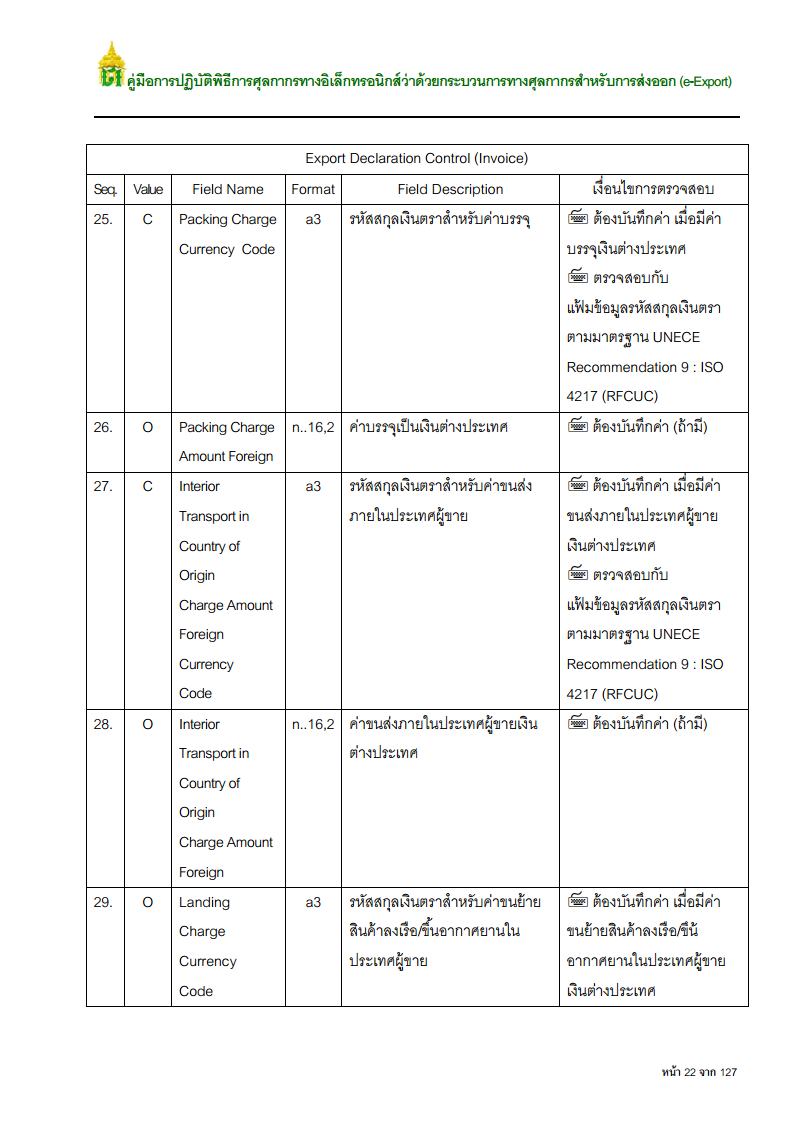 คู่มือการปฏิบัติพิธีการศุลกากรทางอิเล็กทรอนิกส์ว่าด้วยกระบวนการทางศุลกากรสำหรับการส่งออก (e-Export)
Export Declaration Control (Invoice)
Seq. Value Field Name Format Field Description เงื่อนไขการตรวจสอบ
25. C Packing Charge a3 รหัสสกุลเงินตราสำหรับค่าบรรจุ ต้องบันทึกค่า เมื่อมีค่า
Currency Code บรรจุเงินต่างประเทศ
ตรวจสอบกับ
แฟ้มข้อมูลรหัสสกุลเงินตรา
ตามมาตรฐาน UNECE
Recommendation 9 : ISO
4217 (RFCUC)
26. O Packing Charge n..16,2 ค่าบรรจุเป็นเงินต่างประเทศ ต้องบันทึกค่า (ถ้ามี)
Amount Foreign
27. C Interior a3 รหัสสกุลเงินตราสำหรับค่าขนส่ง ต้องบันทึกค่า เมื่อมีค่า
Transport in ภายในประเทศผู้ขาย ขนส่งภายในประเทศผู้ขาย
Country of เงินต่างประเทศ
Origin ตรวจสอบกับ
Charge Amount แฟ้มข้อมูลรหัสสกุลเงินตรา
Foreign ตามมาตรฐาน UNECE
Currency Recommendation 9 : ISO
Code 4217 (RFCUC)
28. O Interior n..16,2 ค่าขนส่งภายในประเทศผู้ขายเงิน ต้องบันทึกค่า (ถ้ามี)
Transport in ต่างประเทศ
Country of
Origin
Charge Amount
Foreign
29. O Landing a3 รหัสสกุลเงินตราสำหรับค่าขนย้าย ต้องบันทึกค่า เมื่อมีค่า
Charge สินค้าลงเรือ/ขึ้นอากาศยานใน ขนย้ายสินค้าลงเรือ/ขึน้
Currency ประเทศผู้ขาย อากาศยานในประเทศผู้ขาย
Code เงินต่างประเทศ
หน้า 22 จาก 127